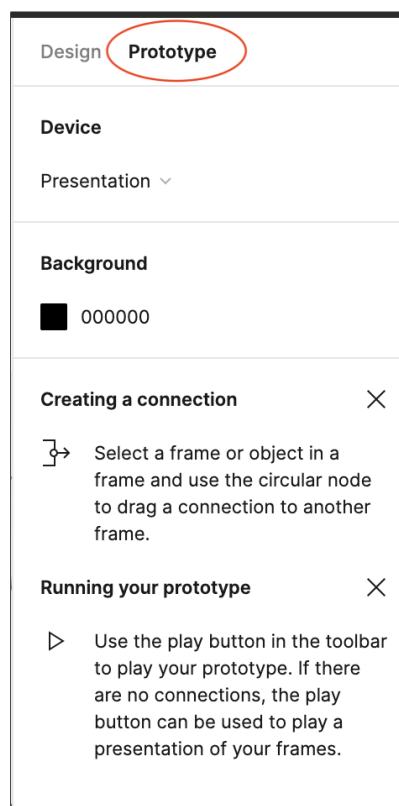 Design Prototype
Device
Presentation
Background
000000
Creating a connection
Select a frame or object in a
frame and use the circular node
to drag a connection to another
frame.
Running your prototype
Use the play button in the toolbar
to play your prototype. If there
are no connections, the play
button can be used to play a
presentation of your frames.